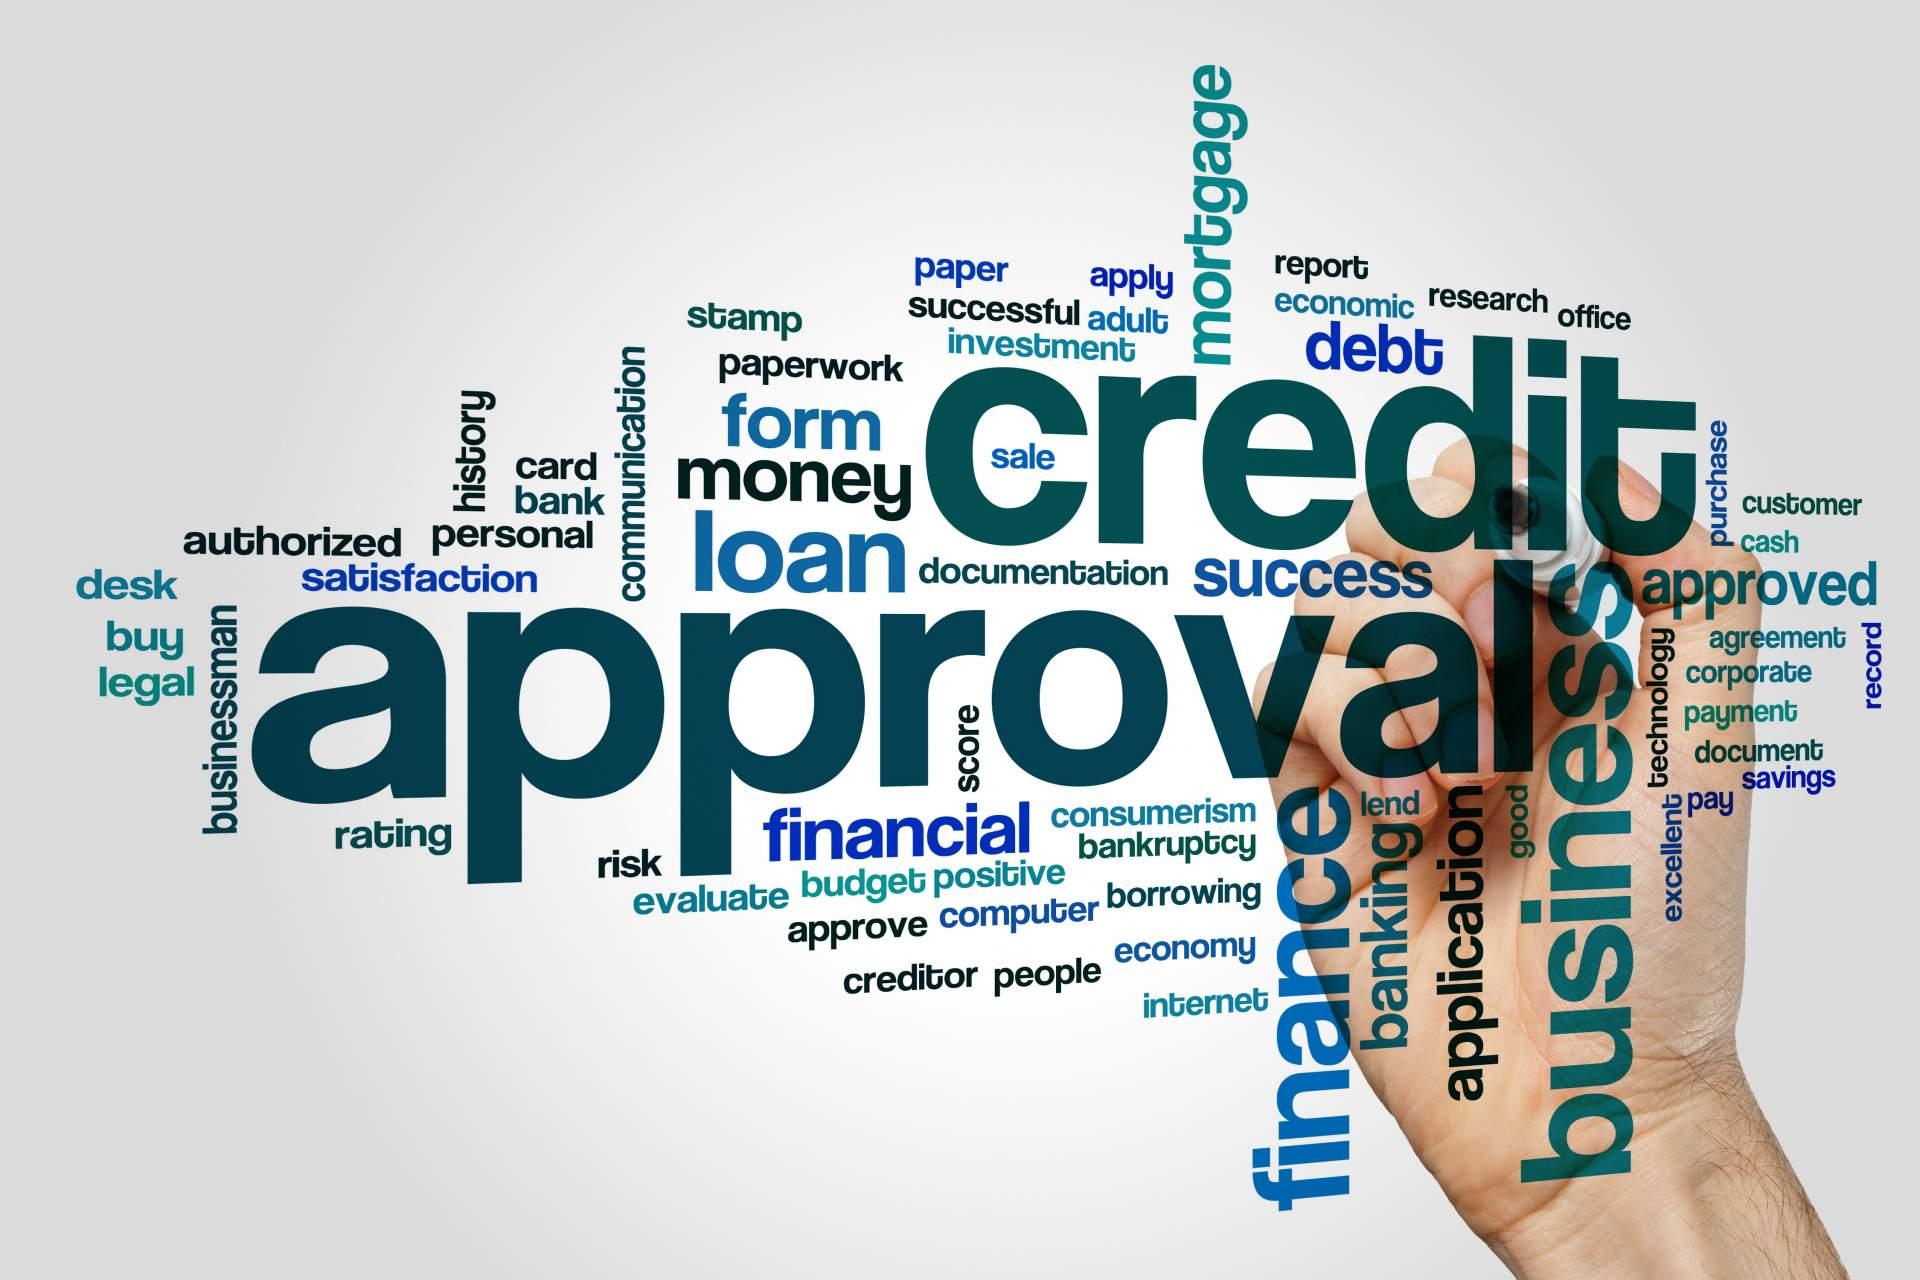 mortgage
paper
apply
report
successful
adult
economic
research
office
stamp
investment
debt
paperwork
communication
history
form
credit
card
money
sale
purchase
bank
customer
authorized
personal
loan
documentation
success
cash
desk
satisfaction
approved
buy
approval
business
agreement
record
legal
businessman
technology
corporate
score
payment
document
savings
rating
financial
consumerism
finance
lend
good
pay
risk
bankruptcy
banking
application
excellent
evaluate
budget
positive
borrowing
approve
computer
economy
creditor
people
internet